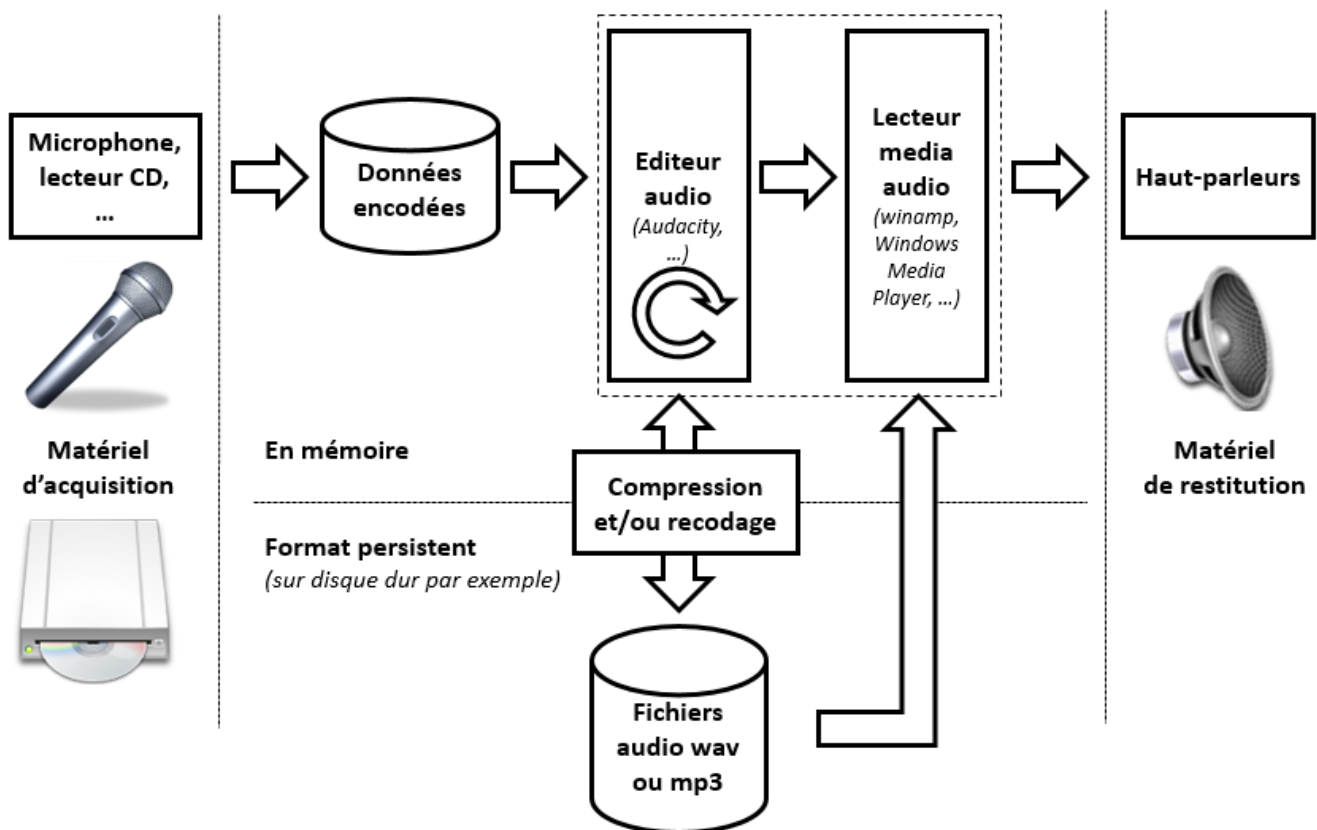 Microphone,
lecteur CD,
...
Matériel
d'acquisition
Données
encodées
Editeur
audio
(Audacity,
...)
Lecteur
media
audio
(winamp,
Windows
Media
Player, ...)
Haut-parleurs
Matériel
de restitution
En mémoire
Compression
et/ou recodage
Format persistent
(sur disque dur par exemple)
Fichiers
audio wav
ou mp3